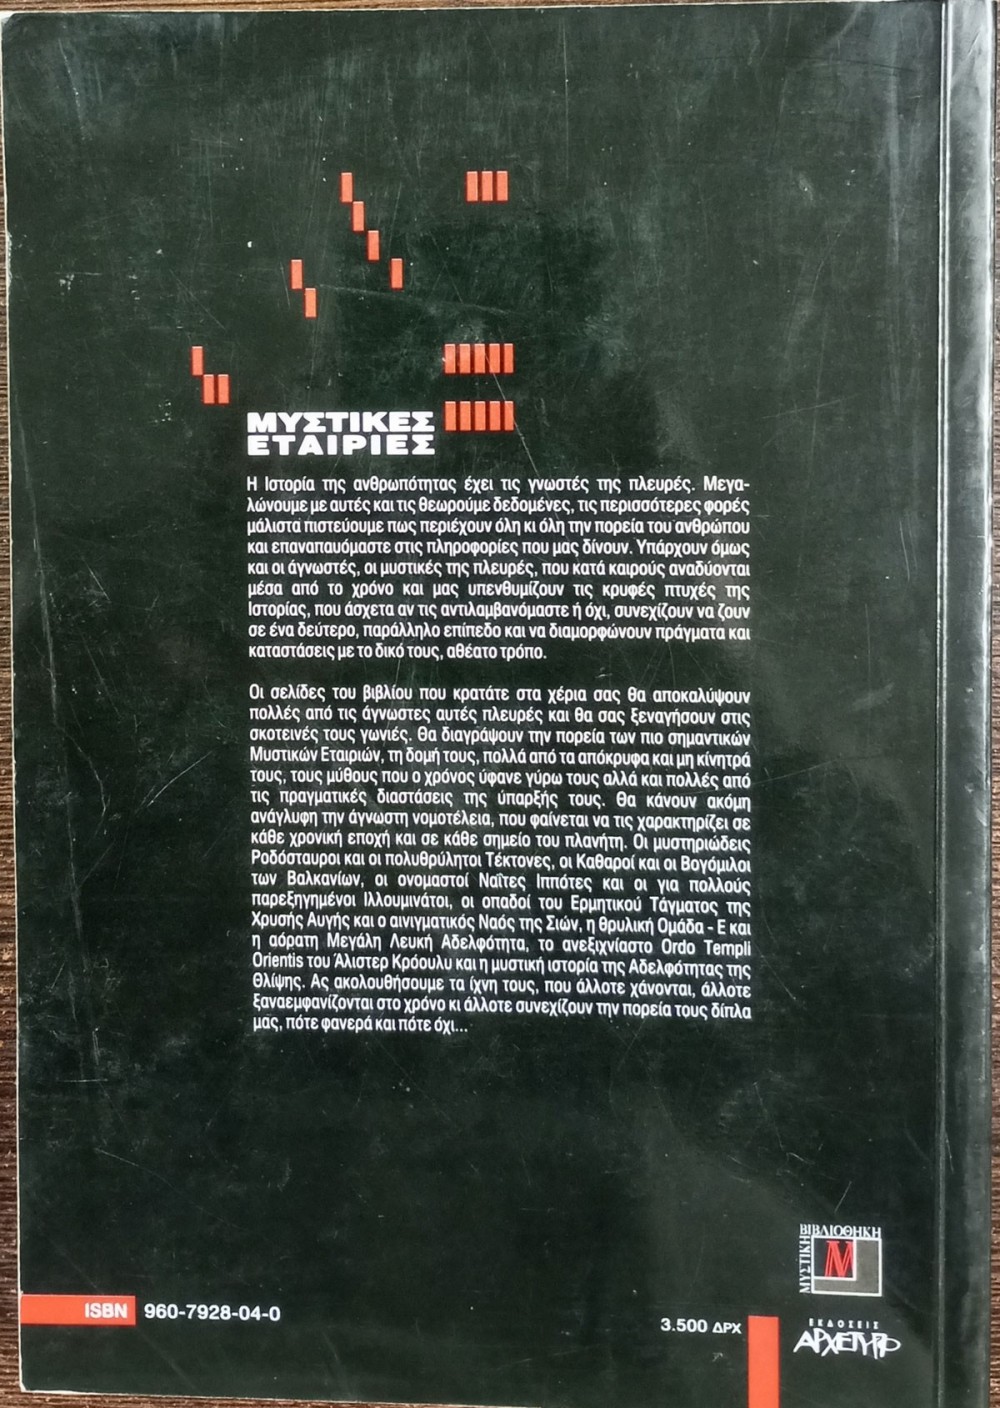 ΜΥΣΤΙΚΕΣ
ΕΤΑΙΡΙΕΣ
Η Ιστορία της ανθρωπότητας έχει τις γνωστές της πλευρές. Μεγα-
λώνουμε με αυτές και τις θεωρούμε δεδομένες, τις περισσότερες φορές
μάλιστα πιστεύουμε πως περιέχουν όλη κι όλη την πορεία του ανθρώπου
και επαναπαυόμαστε στις πληροφορίες που μας δίνουν. Υπάρχουν όμως
και οι άγνωστές, οι μυστικές της πλευρές, που κατά καιρούς αναδύονται
μέσα από το χρόνο και μας υπενθυμίζουν τις κρυφές πτυχές της
Ιστορίας, που άσχετα αν τις αντιλαμβανόμαστε ή όχι, συνεχίζουν να ζουν
σε ένα δεύτερο, παράλληλο επίπεδο και να διαμορφώνουν πράγματα και
καταστάσεις με το δικό τους, αθέατο τρόπο.
Οι σελίδες του βιβλίου που κρατάτε στα χέρια σας θα αποκαλύψουν
πολλές από τις άγνωστες αυτές πλευρές και θα σας ξεναγήσουν στις
σκοτεινές τους γωνιές. Θα διαγράψουν την πορεία των πιο σημαντικών
Μυστικών Εταιριών, τη δομή τους, πολλά από τα απόκρυφα και μη κίνητρά
τους, τους μύθους που ο χρόνος ύφανε γύρω τους αλλά και πολλές από
τις πραγματικές διαστάσεις της ύπαρξής τους. Θα κάνουν ακόμη
ανάγλυφη την άγνωστη νομοτέλεια, που φαίνεται να τις χαρακτηρίζει σε
κάθε χρονική εποχή και σε κάθε σημείο του πλανήτη. Οι μυστηριώδεις
Ροδόσταυροι και οι πολυθρύλητοι Τέκτονες, οι Καθαροί και οι Βογόμιλοι
των Βαλκανίων, οι ονομαστοί Ναΐτες Ιππότες και οι για πολλούς
παρεξηγημένοι Ιλλουμινάτοι, οι οπαδοί του Ερμητικού Τάγματος της
Χρυσής Αυγής και ο αινιγματικός Ναός της Σιών, η θρυλική Ομάδα - Ε και
η αόρατη Μεγάλη Λευκή Αδελφότητα, το ανεξιχνίαστο Ordo Templi
Orientis του Άλιστερ Κρόουλυ και η μυστική ιστορία της Αδελφότητας της
Θλίψης. Ας ακολουθήσουμε τα ίχνη τους, που άλλοτε χάνονται, άλλοτε
ξαναεμφανίζονται στο χρόνο κι άλλοτε συνεχίζουν την πορεία τους δίπλα
μας, πότε φανερά και πότε όχι...
ΜΥΣΤΙΚΗ ΒΙΒΛΙΟΘΗΚΗ
M
ISBN 960-7928-04-0
3.500 ΔΡΧ
ΕΚΔΟΣΕΙΣ
ΑΡΧΕΤΥΠΟ